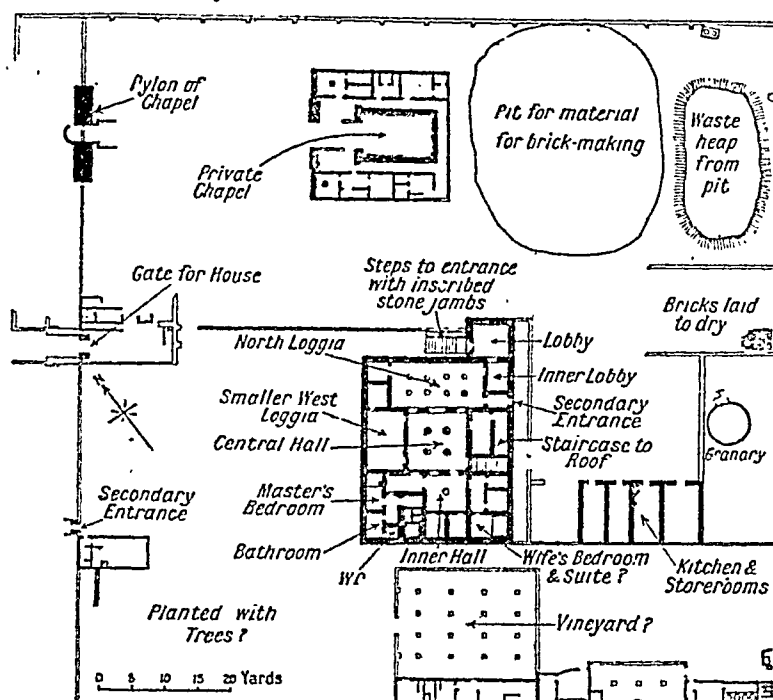 Pylon of
Chapel
Private
Chapel
Pit for material
for brick-making
Waste
heap
from
pit
Gate for House
Steps to entrance
with inscribed
stone jambs
Bricks laid
to dry
North Loggia
Lobby
Inner Lobby
Smaller West
Loggia
Secondary
Entrance
Central Hall
Staircase to
Roof
Granary
N
Secondary
Entrance
Master's
Bedroom
Bathroom
Inner Hall
Wife's Bedroom
& Suite ?
Kitchen &
Storerooms
Planted with
Trees ?
Vineyard ?
0 5 10 15 20 Yards